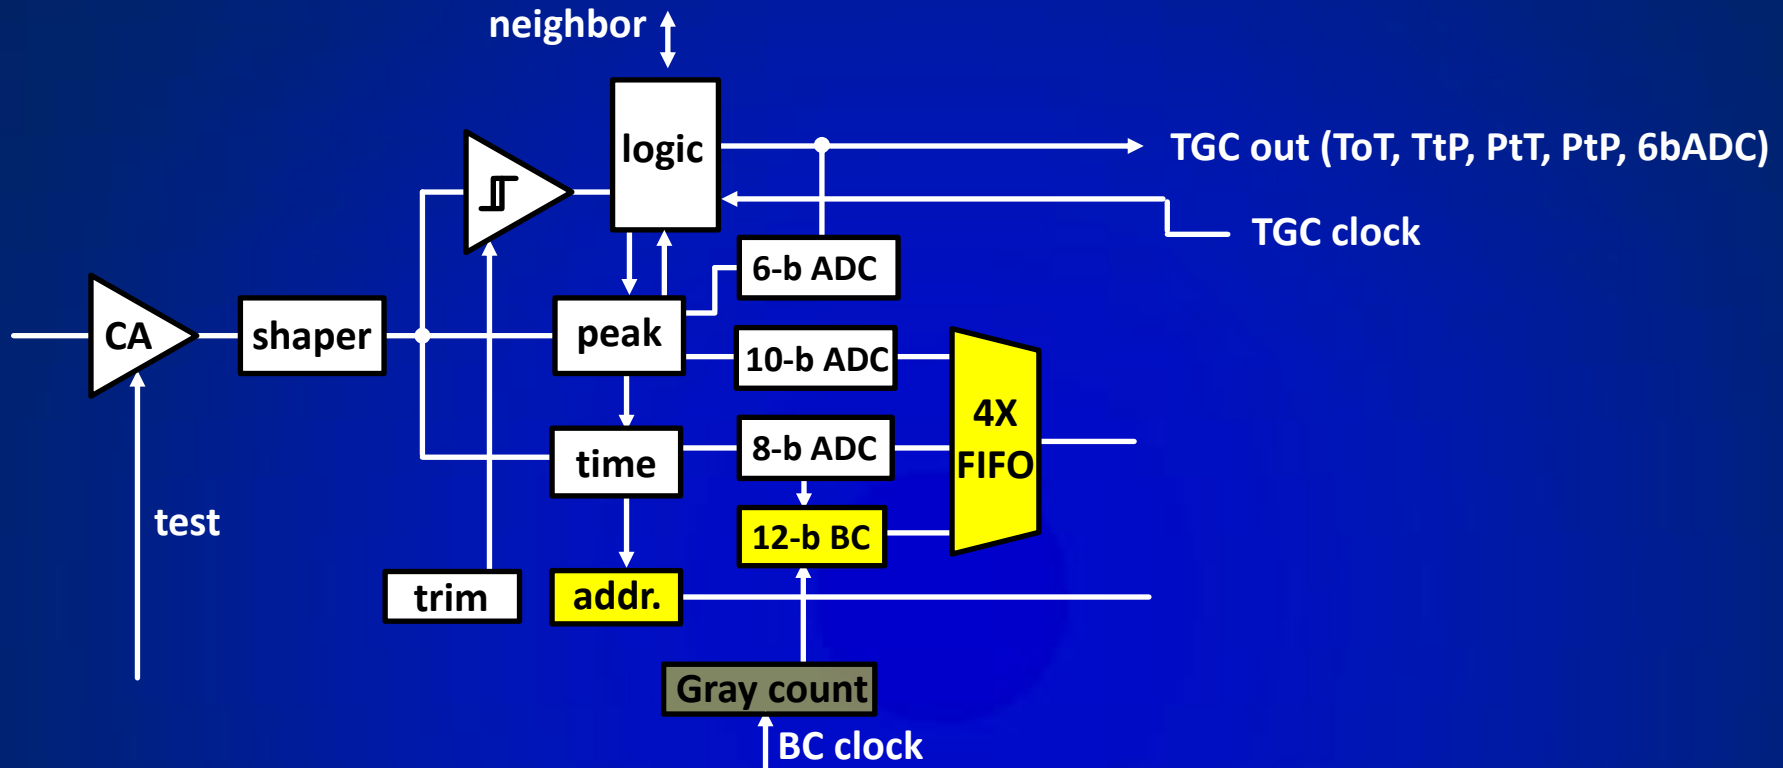 neighbor
logic
TGC out (ToT, TtP, PtT, PtP, 6bADC)
TGC clock
6-b ADC
CA
shaper
peak
10-b ADC
4X
FIFO
time
8-b ADC
test
12-b BC
trim
addr.
Gray count
BC clock